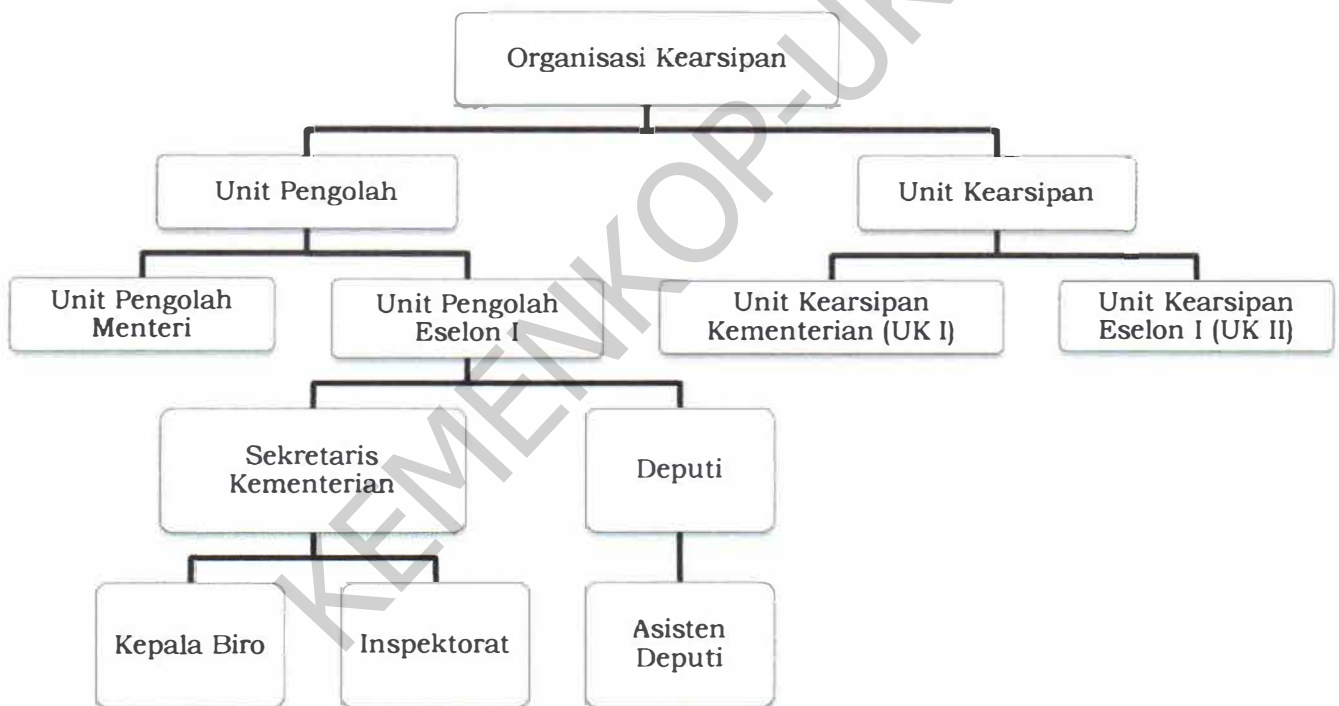 Organisasi Kearsipan
Unit Pengolah
Unit Kearsipan
Unit Pengolah
Menteri
Unit Pengolah
Eselon I
Unit Kearsipan
Kementerian (UK I)
Unit Kearsipan
Eselon I (UK II)
Sekretaris
Kementerian
Deputi
Kepala Biro
Inspektorat
Asisten
Deputi
KEMENKOP-UK